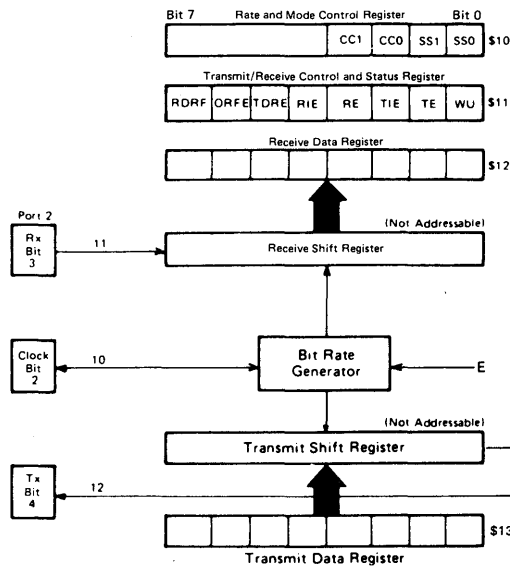 Bit 7 Rate and Mode Control Register Bit 0
CC1 CC0 SS1 SS0 $10
Transmit/Receive Control and Status Register
RDRF ORFE TDRE RIE RE TIE TE WU $11
Receive Data Register
$12
Port 2
(Not Addressable)
Rx
Bit
3
11
Receive Shift Register
Clock
Bit
2
10
Bit Rate
Generator
E
(Not Addressable)
Transmit Shift Register
Tx
Bit
4
12
$13
Transmit Data Register